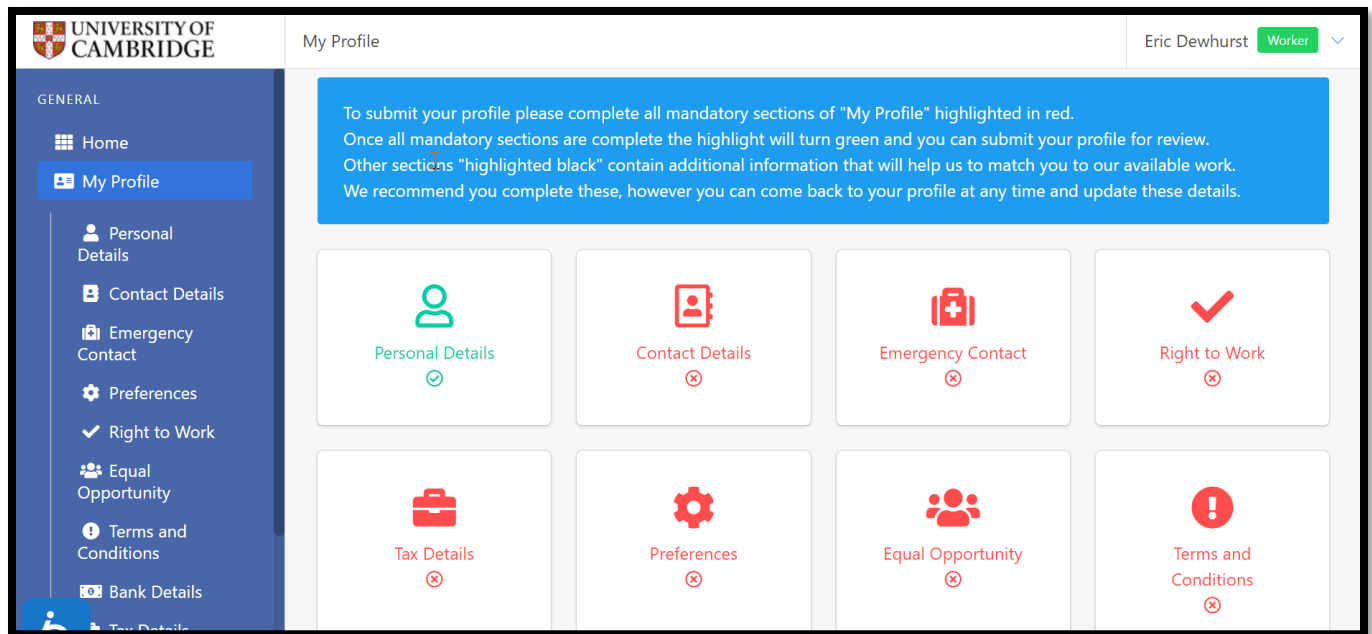 UNIVERSITY OF
CAMBRIDGE
My Profile
Eric Dewhurst
Worker
GENERAL
Home
My Profile
Personal
Details
Contact Details
Emergency
Contact
Preferences
Right to Work
Equal
Opportunity
Terms and
Conditions
Bank Details
Tax Details
To submit your profile please complete all mandatory sections of "My Profile" highlighted in red.
Once all mandatory sections are complete the highlight will turn green and you can submit your profile for review.
Other sections "highlighted black" contain additional information that will help us to match you to our available work.
We recommend you complete these, however you can come back to your profile at any time and update these details.
Personal Details
Contact Details
Emergency Contact
Right to Work
Tax Details
Preferences
Equal Opportunity
Terms and
Conditions